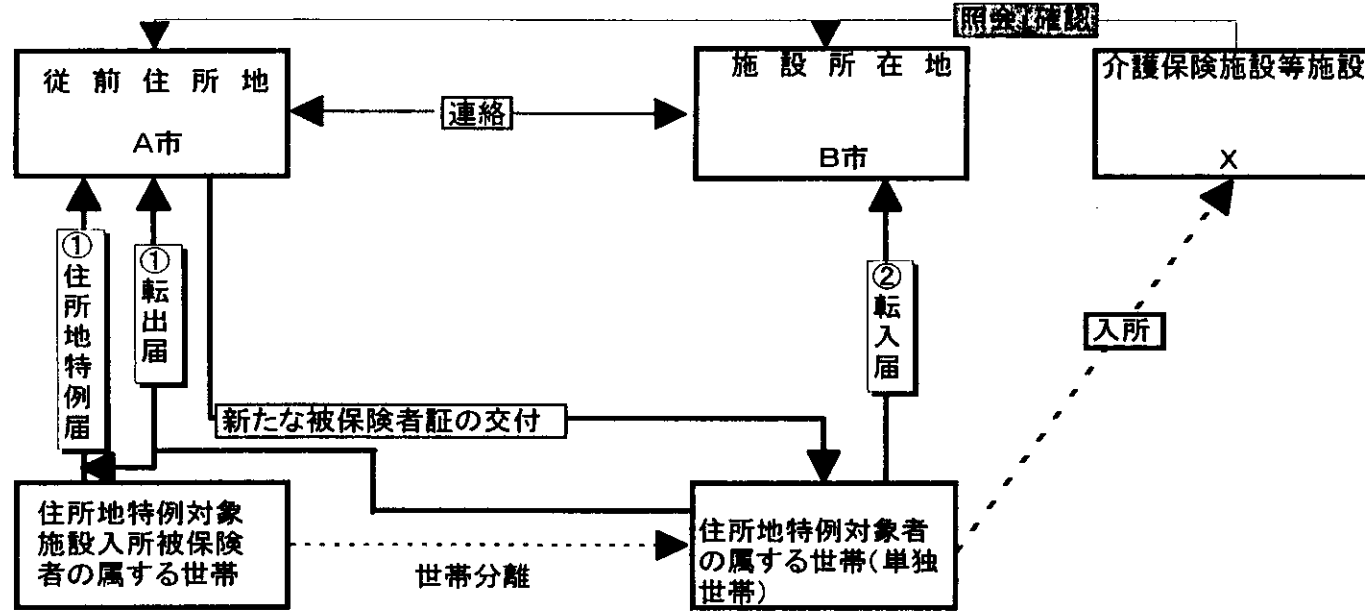 照会・確認
従前住所地
A市
施設所在地
B市
介護保険施設等施設
X
連絡
①住所地特例届
①転出届
②転入届
入所
新たな被保険者証の交付
住所地特例対象
施設入所被保険
者の属する世帯
世帯分離
住所地特例対象者
の属する世帯(単独
世帯)